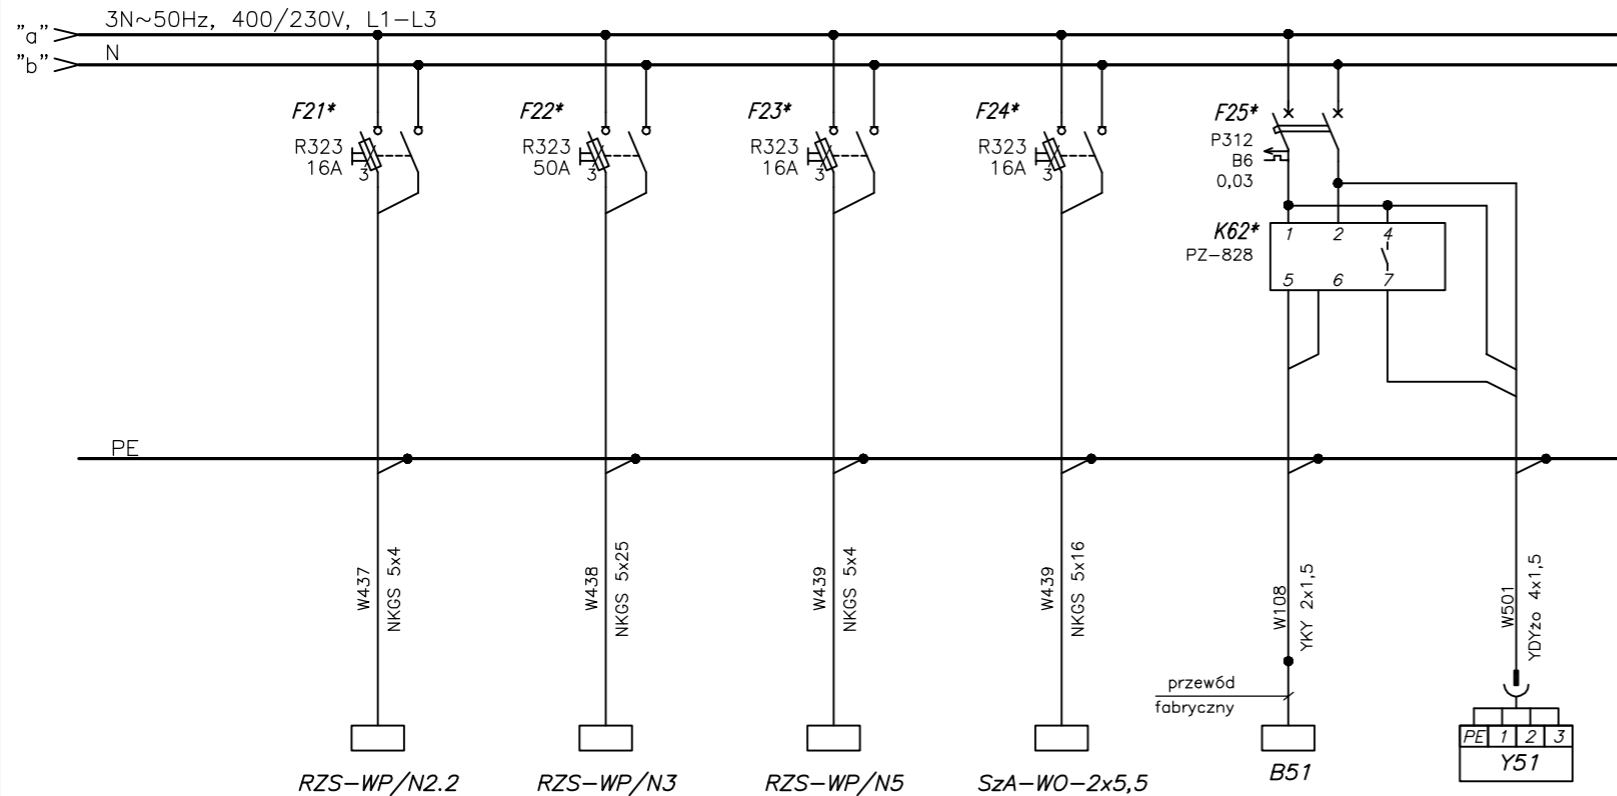 "a"
3N~50Hz, 400/230V, L1-L3
"b"
N
F21*
R323
16A
3
F22*
R323
50A
3
F23*
R323
16A
3
F24*
R323
16A
3
F25*
P312
B6
0,03
K62*
PZ-828
1 2 4
5 6 7
PE
W437
NKGS 5x4
W438
NKGS 5x25
W439
NKGS 5x4
W439
NKGS 5x16
W108
YKY 2x1,5
W501
YDYżo 4x1,5
przewód
fabryczny
PE 1 2 3
Y51
RZS-WP/N2.2
RZS-WP/N3
RZS-WP/N5
SzA-WO-2x5,5
B51